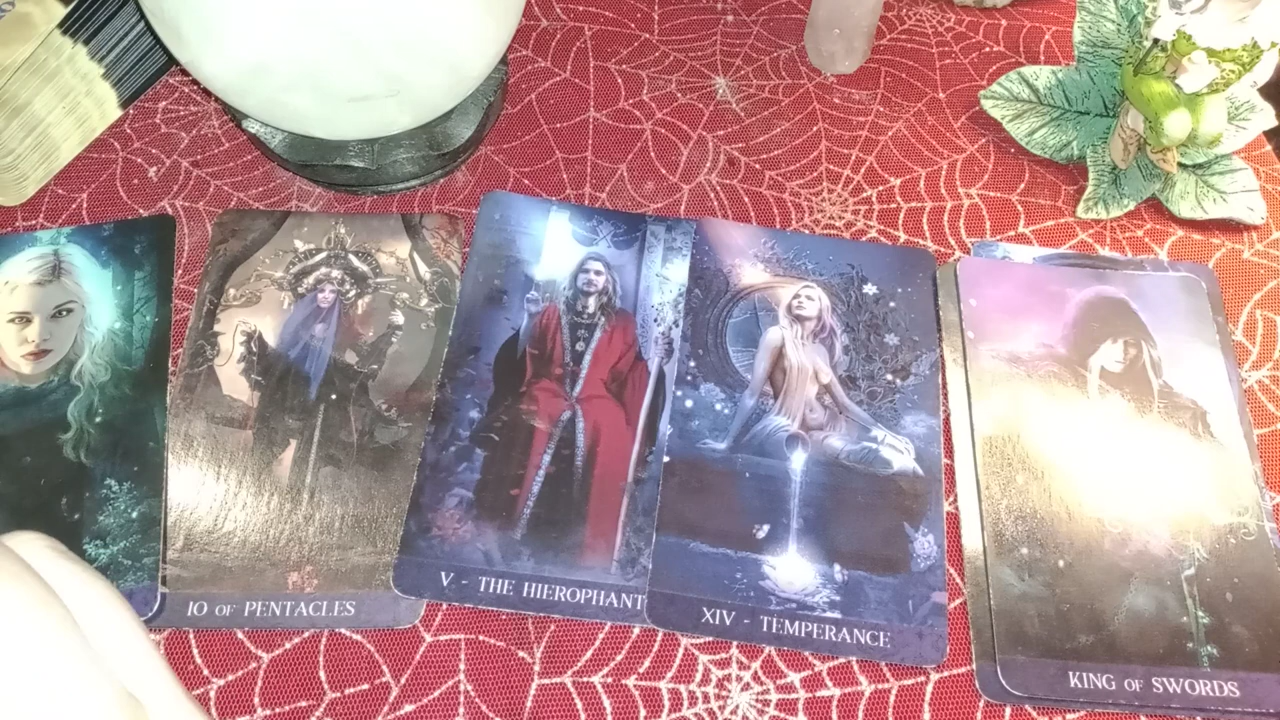 10 OF PENTACLES
V - THE HIEROPHANT
XIV - TEMPERANCE
KING OF SWORDS